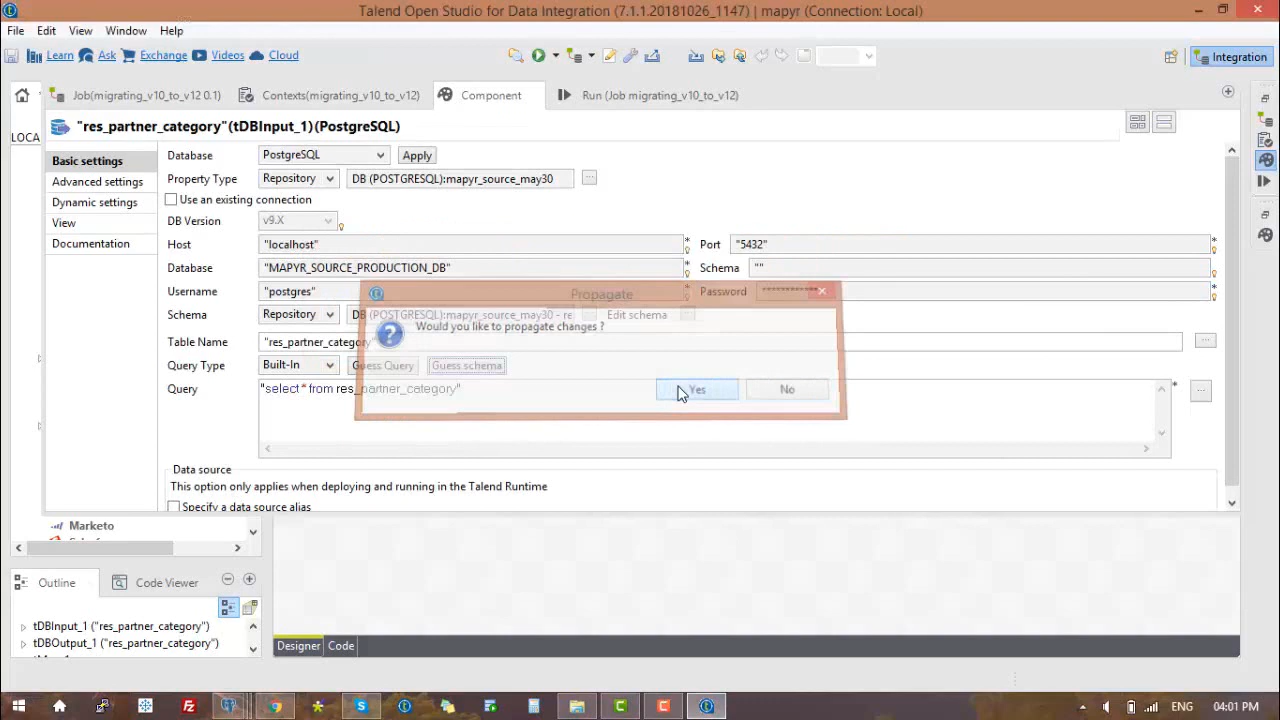 Talend Open Studio for Data Integration (7.1.1.20181026_1147) | mapyr (Connection: Local)
File Edit View Window Help
Learn Ask Exchange Videos Cloud Integration
Job(migrating_v10_to_v12 0.1) Contexts(migrating_v10_to_v12) Component Run (Job migrating_v10_to_v12)
LOCA
"res_partner_category"(tDBInput_1)(PostgreSQL)
Basic settings
Advanced settings
Dynamic settings
View
Documentation
Database PostgreSQL Apply
Property Type Repository DB (POSTGRESQL):mapyr_source_may30
Use an existing connection
DB Version v9.X
Host "localhost" Port "5432"
Database "MAPYR_SOURCE_PRODUCTION_DB" Schema ""
Username "postgres" Password
Schema Repository DB (POSTGRESQL):mapyr_source_may30 - re Edit schema
Table Name "res_partner_category"
Query Type Built-In Guess Query Guess schema
Query "select * from res_partner_category"
Propagate
Would you like to propagate changes ?
Yes No
Data source
This option only applies when deploying and running in the Talend Runtime
Specify a data source alias
Marketo
Outline Code Viewer
tDBInput_1 ("res_partner_category")
tDBOutput_1 ("res_partner_category")
Designer Code
ENG 04:01 PM